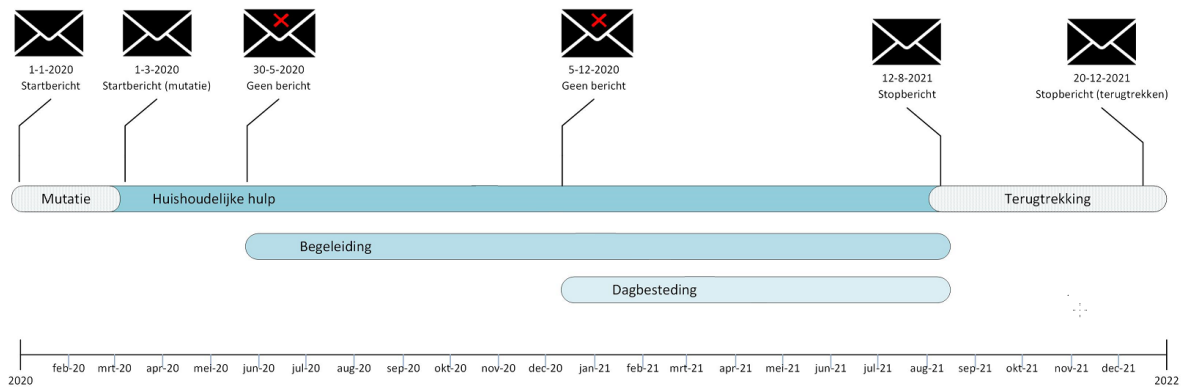 1-1-2020
Startbericht
1-3-2020
Startbericht (mutatie)
30-5-2020
Geen bericht
5-12-2020
Geen bericht
12-8-2021
Stopbericht
20-12-2021
Stopbericht (terugtrekken)
Mutatie
Huishoudelijke hulp
Terugtrekking
Begeleiding
Dagbesteding
feb-20 mrt-20 apr-20 mei-20 jun-20 jul-20 aug-20 sep-20 okt-20 nov-20 dec-20 jan-21 feb-21 mrt-21 apr-21 mei-21 jun-21 jul-21 aug-21 sep-21 okt-21 nov-21 dec-21
2020 2022